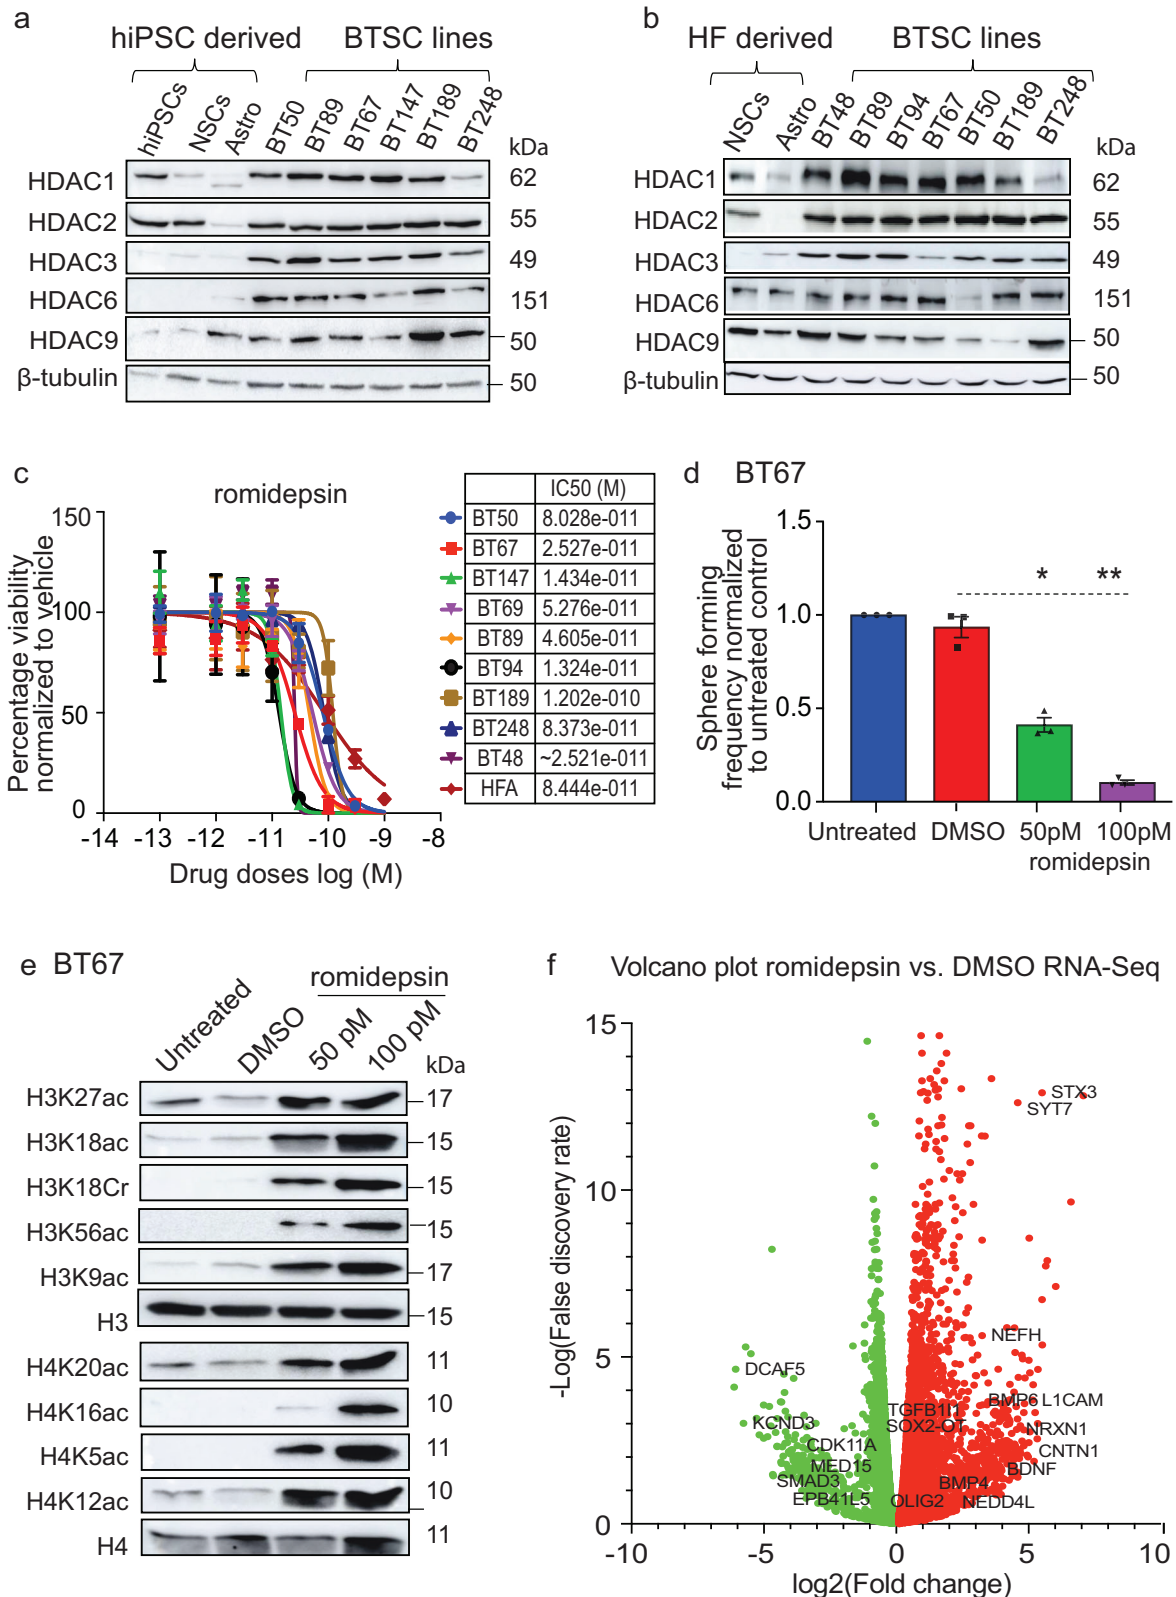 a
hiPSC derived
BTSC lines
hiPSCs
NSCs
Astro
BT50
BT89
BT67
BT147
BT189
BT248
kDa
HDAC1 62
HDAC2 55
HDAC3 49
HDAC6 151
HDAC9 50
β-tubulin 50
b
HF derived
BTSC lines
NSCs
Astro
BT48
BT89
BT94
BT67
BT50
BT189
BT248
kDa
HDAC1 62
HDAC2 55
HDAC3 49
HDAC6 151
HDAC9 50
β-tubulin 50
c
romidepsin
Percentage viability
normalized to vehicle
150
100
50
0
-14 -13 -12 -11 -10 -9 -8
Drug doses log (M)
IC50 (M)
BT50 8.028e-011
BT67 2.527e-011
BT147 1.434e-011
BT69 5.276e-011
BT89 4.605e-011
BT94 1.324e-011
BT189 1.202e-010
BT248 8.373e-011
BT48 ~2.521e-011
HFA 8.444e-011
d BT67
Sphere forming
frequency normalized
to untreated control
1.5
1.0
0.5
0.0
* **
Untreated DMSO 50pM 100pM
romidepsin
e BT67
romidepsin
Untreated
DMSO
50 pM
100 pM
kDa
H3K27ac 17
H3K18ac 15
H3K18Cr 15
H3K56ac 15
H3K9ac 17
H3 15
H4K20ac 11
H4K16ac 10
H4K5ac 11
H4K12ac 10
H4 11
f Volcano plot romidepsin vs. DMSO RNA-Seq
-Log(False discovery rate)
15
10
5
0
STX3
SYT7
NEFH
DCAF5
BMP6 L1CAM
TGFB1I1
KCND3
SOX2-OT
NRXN1
CDK11A
CNTN1
MED15
BDNF
SMAD3
BMP4
EPB41L5
OLIG2
NEDD4L
-10 -5 0 5 10
log2(Fold change)